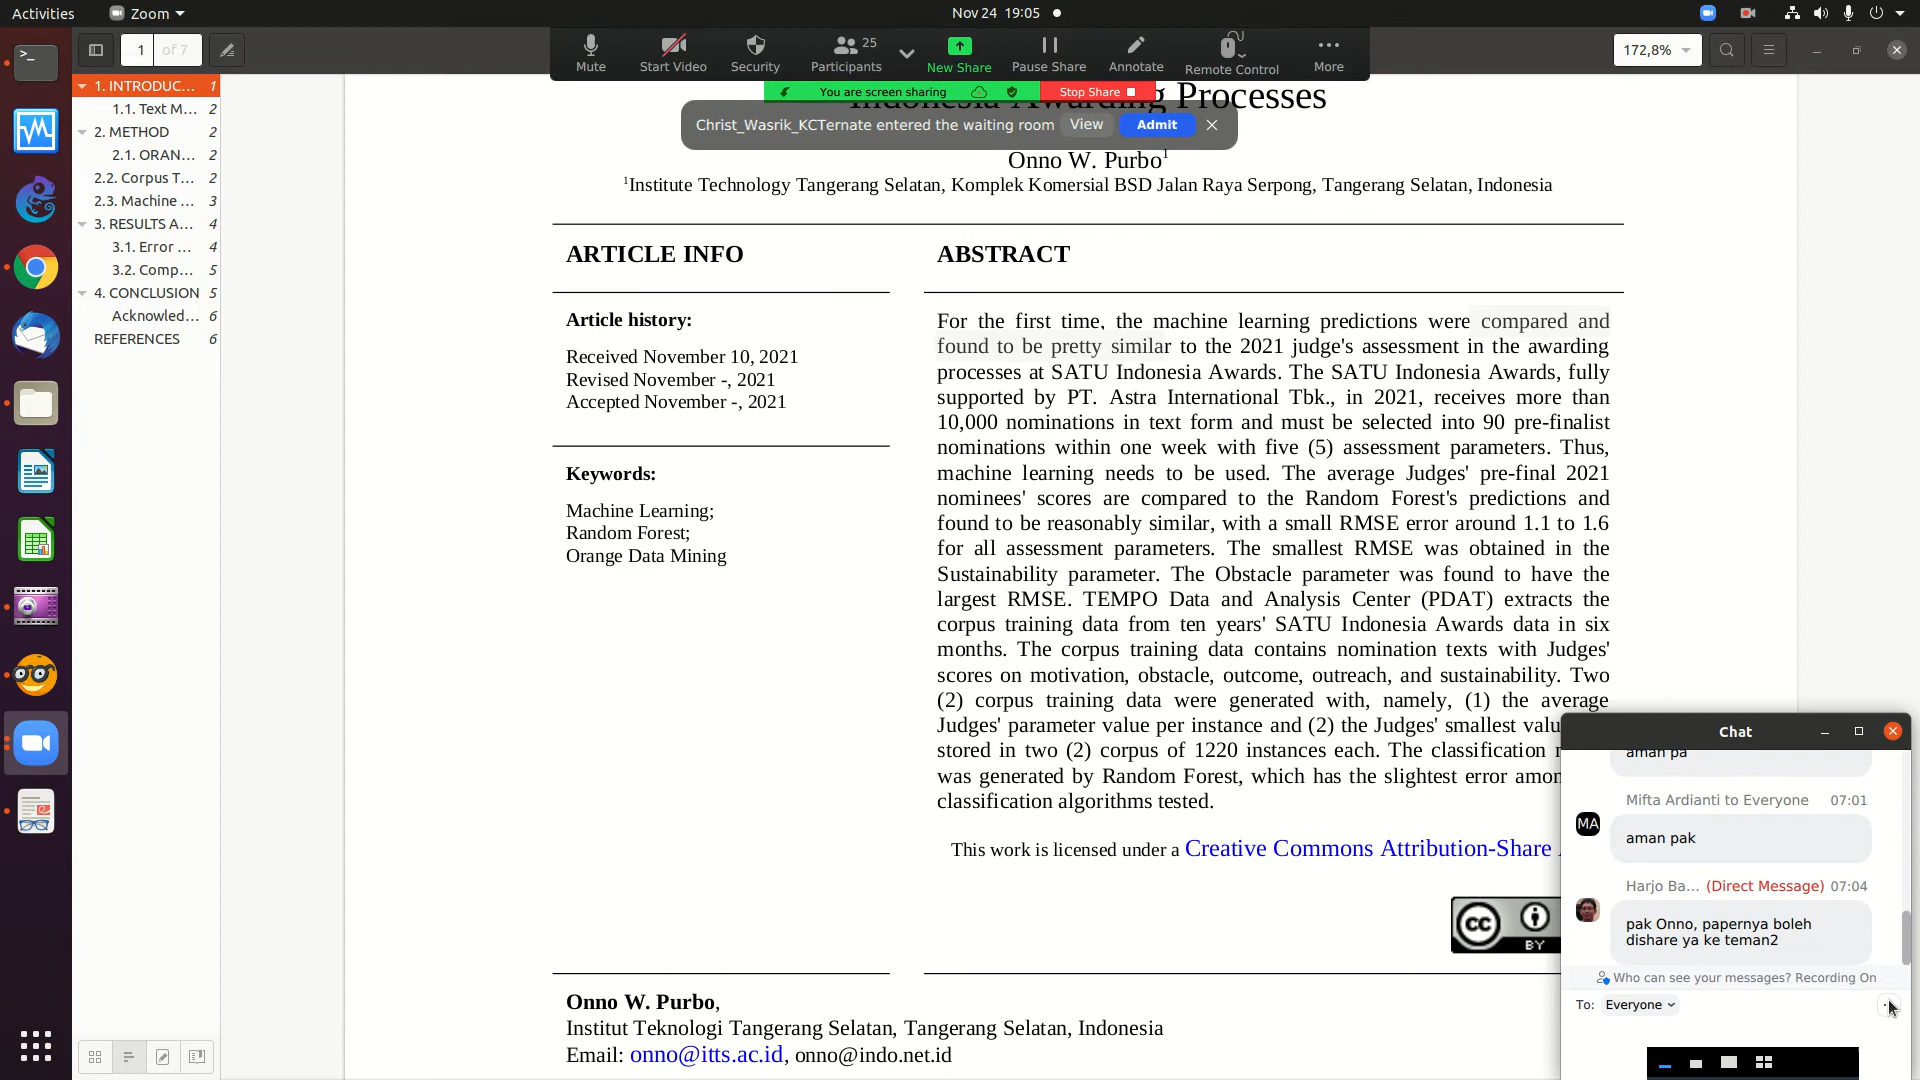 Activities
Zoom
Nov 24 19:05
1 of 7
172,8%
Mute
Start Video
Security
Participants
25
New Share
Pause Share
Annotate
Remote Control
More
You are screen sharing
Stop Share
Christ_Wasrik_KCTernate entered the waiting room
View
Admit
1. INTRODUC... 1
1.1. Text M... 2
2. METHOD 2
2.1. ORAN... 2
2.2. Corpus T... 2
2.3. Machine ... 3
3. RESULTS A... 4
3.1. Error ... 4
3.2. Comp... 5
4. CONCLUSION 5
Acknowled... 6
REFERENCES 6
Indonesia Awarding Processes
Onno W. Purbo1
1Institute Technology Tangerang Selatan, Komplek Komersial BSD Jalan Raya Serpong, Tangerang Selatan, Indonesia
ARTICLE INFO
Article history:
Received November 10, 2021
Revised November -, 2021
Accepted November -, 2021
Keywords:
Machine Learning;
Random Forest;
Orange Data Mining
ABSTRACT
For the first time, the machine learning predictions were compared and
found to be pretty similar to the 2021 judge's assessment in the awarding
processes at SATU Indonesia Awards. The SATU Indonesia Awards, fully
supported by PT. Astra International Tbk., in 2021, receives more than
10,000 nominations in text form and must be selected into 90 pre-finalist
nominations within one week with five (5) assessment parameters. Thus,
machine learning needs to be used. The average Judges' pre-final 2021
nominees' scores are compared to the Random Forest's predictions and
found to be reasonably similar, with a small RMSE error around 1.1 to 1.6
for all assessment parameters. The smallest RMSE was obtained in the
Sustainability parameter. The Obstacle parameter was found to have the
largest RMSE. TEMPO Data and Analysis Center (PDAT) extracts the
corpus training data from ten years' SATU Indonesia Awards data in six
months. The corpus training data contains nomination texts with Judges'
scores on motivation, obstacle, outcome, outreach, and sustainability. Two
(2) corpus training data were generated with, namely, (1) the average
Judges' parameter value per instance and (2) the Judges' smallest valu
stored in two (2) corpus of 1220 instances each. The classification
was generated by Random Forest, which has the slightest error amon
classification algorithms tested.
This work is licensed under a Creative Commons Attribution-Share
cc
BY
Onno W. Purbo,
Institut Teknologi Tangerang Selatan, Tangerang Selatan, Indonesia
Email: onno@itts.ac.id, onno@indo.net.id
Chat
aman pa
Mifta Ardianti to Everyone 07:01
MA
aman pak
Harjo Ba... (Direct Message) 07:04
pak Onno, papernya boleh
dishare ya ke teman2
Who can see your messages? Recording On
To: Everyone